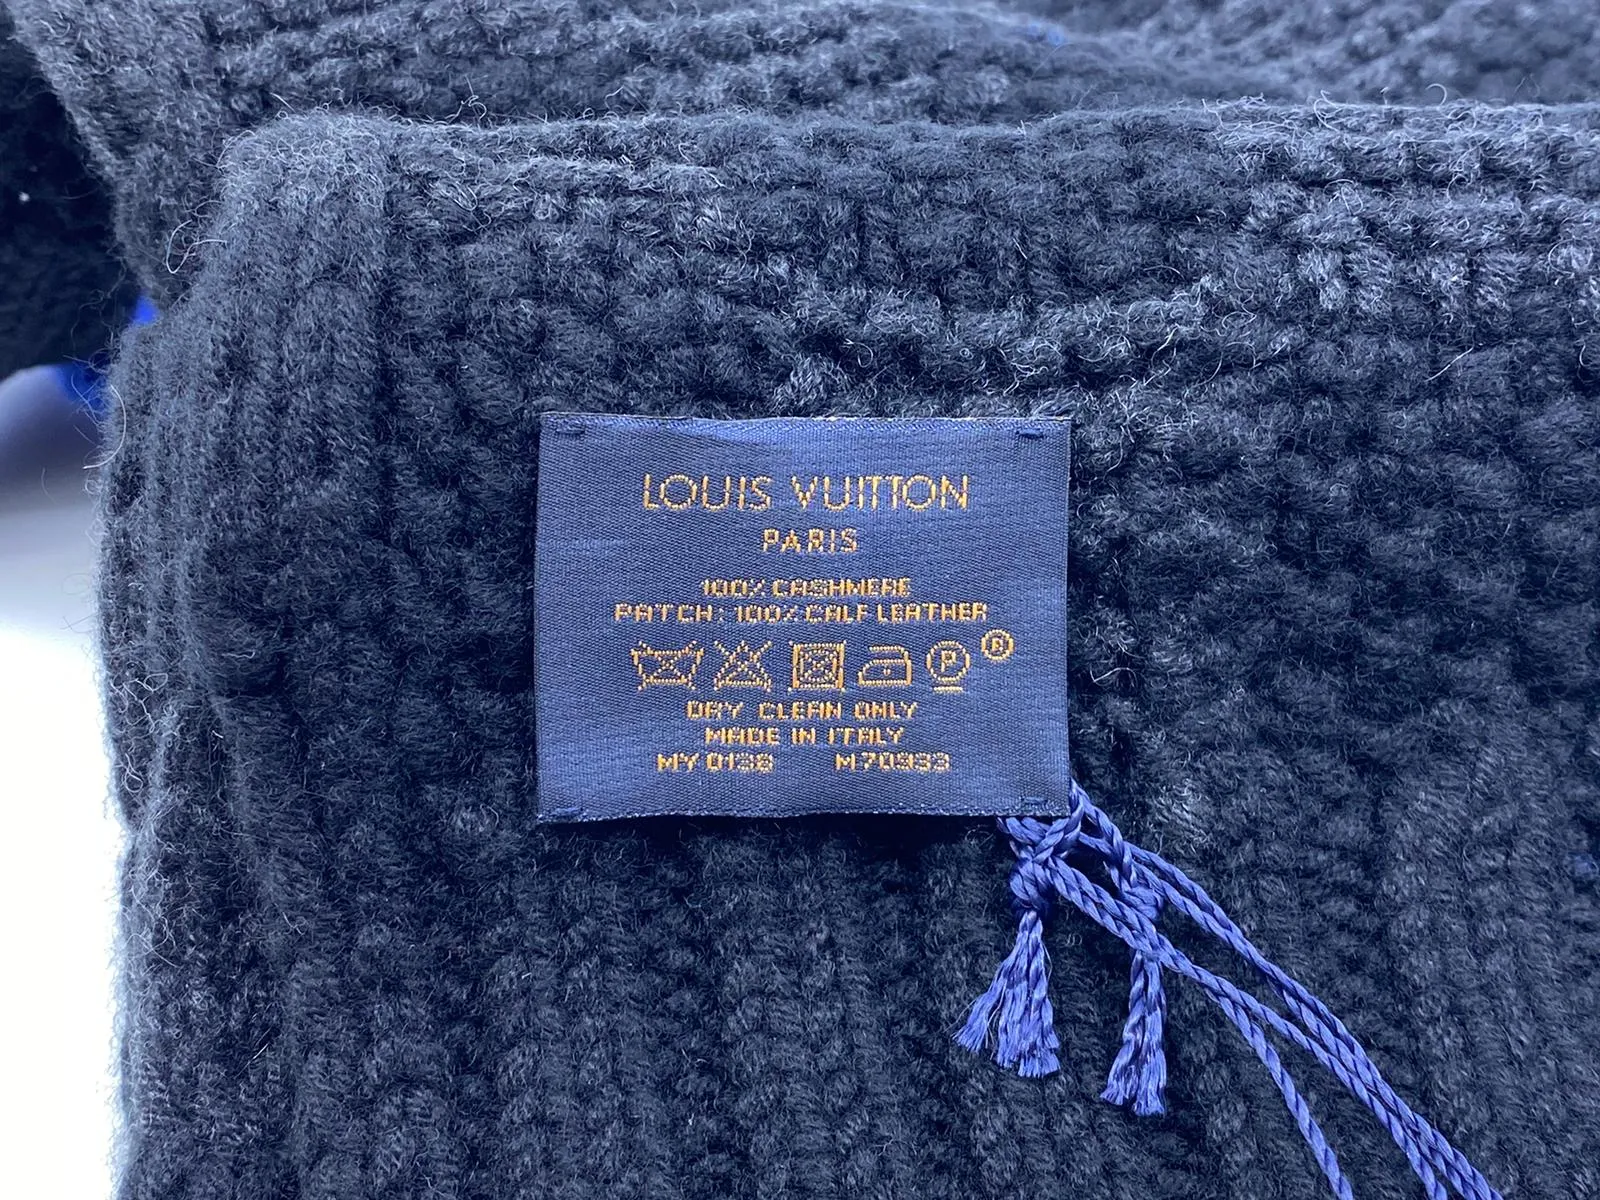 LOUIS VUITTON
PARIS
100% CASHMERE
PATCH: 100% CALF LEATHER
P ®
DRY CLEAN ONLY
MADE IN ITALY
MY 0138 M70933